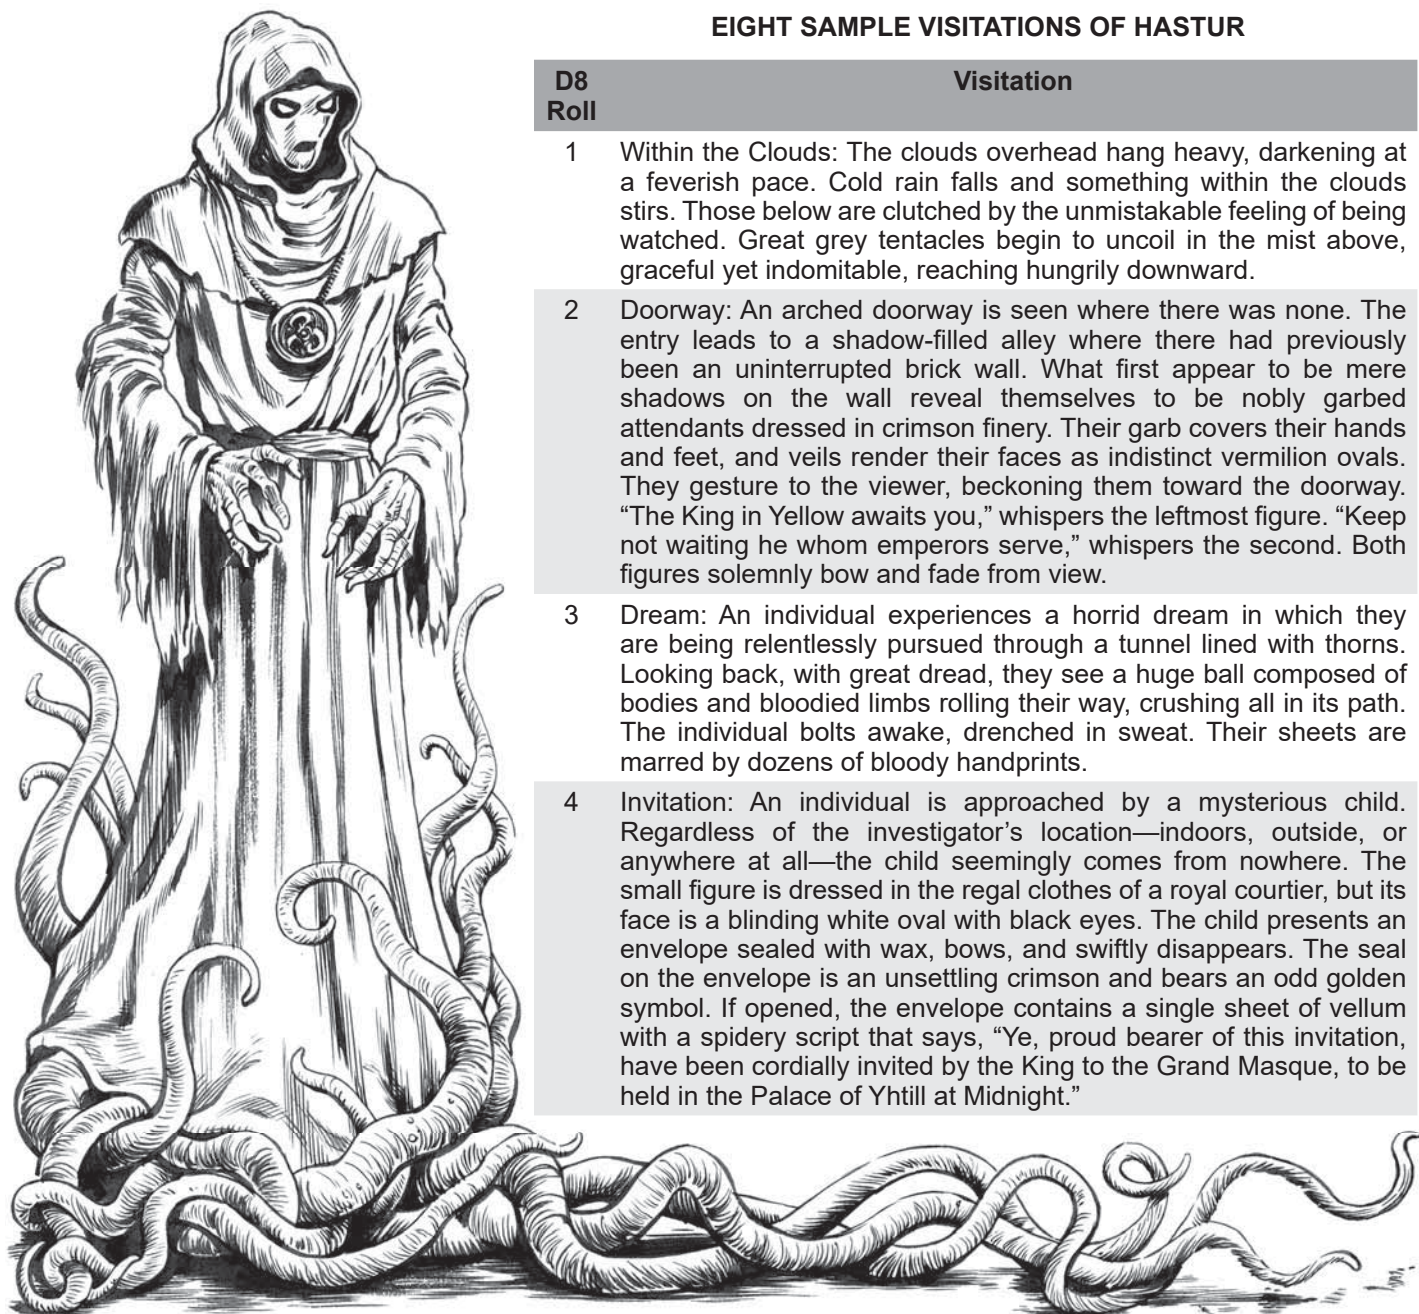 EIGHT SAMPLE VISITATIONS OF HASTUR
D8 Visitation
Roll
1 Within the Clouds: The clouds overhead hang heavy, darkening at
a feverish pace. Cold rain falls and something within the clouds
stirs. Those below are clutched by the unmistakable feeling of being
watched. Great grey tentacles begin to uncoil in the mist above,
graceful yet indomitable, reaching hungrily downward.
2 Doorway: An arched doorway is seen where there was none. The
entry leads to a shadow-filled alley where there had previously
been an uninterrupted brick wall. What first appear to be mere
shadows on the wall reveal themselves to be nobly garbed
attendants dressed in crimson finery. Their garb covers their hands
and feet, and veils render their faces as indistinct vermilion ovals.
They gesture to the viewer, beckoning them toward the doorway.
“The King in Yellow awaits you,” whispers the leftmost figure. “Keep
not waiting he whom emperors serve,” whispers the second. Both
figures solemnly bow and fade from view.
3 Dream: An individual experiences a horrid dream in which they
are being relentlessly pursued through a tunnel lined with thorns.
Looking back, with great dread, they see a huge ball composed of
bodies and bloodied limbs rolling their way, crushing all in its path.
The individual bolts awake, drenched in sweat. Their sheets are
marred by dozens of bloody handprints.
4 Invitation: An individual is approached by a mysterious child.
Regardless of the investigator’s location—indoors, outside, or
anywhere at all—the child seemingly comes from nowhere. The
small figure is dressed in the regal clothes of a royal courtier, but its
face is a blinding white oval with black eyes. The child presents an
envelope sealed with wax, bows, and swiftly disappears. The seal
on the envelope is an unsettling crimson and bears an odd golden
symbol. If opened, the envelope contains a single sheet of vellum
with a spidery script that says, “Ye, proud bearer of this invitation,
have been cordially invited by the King to the Grand Masque, to be
held in the Palace of Yhtill at Midnight.”